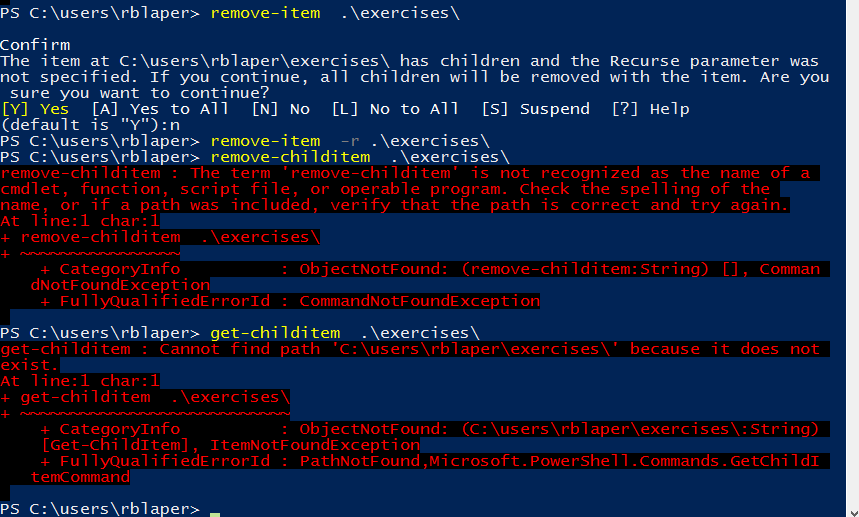 PS C:\users\rblaper> remove-item  .\exercises\
Confirm
The item at C:\users\rblaper\exercises\ has children and the Recurse parameter was
not specified. If you continue, all children will be removed with the item. Are you
 sure you want to continue?
[Y] Yes  [A] Yes to All  [N] No  [L] No to All  [S] Suspend  [?] Help
(default is "Y"):n
PS C:\users\rblaper> remove-item  -r .\exercises\
PS C:\users\rblaper> remove-childitem  .\exercises\
remove-childitem : The term 'remove-childitem' is not recognized as the name of a
cmdlet, function, script file, or operable program. Check the spelling of the
name, or if a path was included, verify that the path is correct and try again.
At line:1 char:1
+ remove-childitem  .\exercises\
+ ~~~~~~~~~~~~~~~~
    + CategoryInfo          : ObjectNotFound: (remove-childitem:String) [], Comman
   dNotFoundException
    + FullyQualifiedErrorId : CommandNotFoundException
PS C:\users\rblaper> get-childitem  .\exercises\
get-childitem : Cannot find path 'C:\users\rblaper\exercises\' because it does not
exist.
At line:1 char:1
+ get-childitem  .\exercises\
+ ~~~~~~~~~~~~~~~~~~~~~~~~~~~
    + CategoryInfo          : ObjectNotFound: (C:\users\rblaper\exercises\:String)
    [Get-ChildItem], ItemNotFoundException
    + FullyQualifiedErrorId : PathNotFound,Microsoft.PowerShell.Commands.GetChildI
   temCommand
PS C:\users\rblaper>